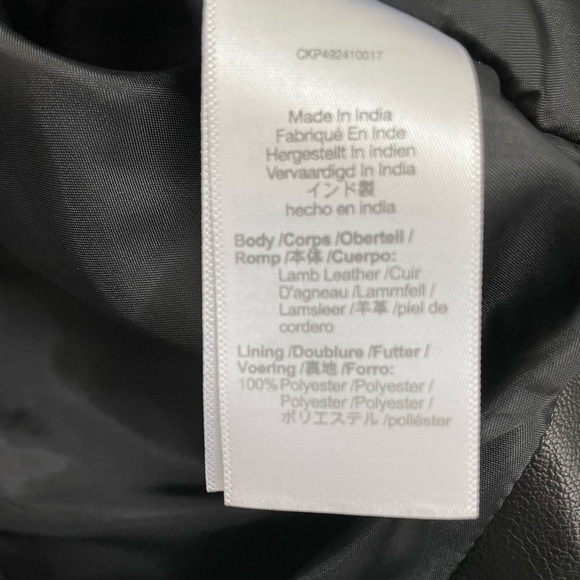 CKP492410017
Made In India
Fabriqué En Inde
Hergestellt In Indien
Vervaardigd In India
インド製
hecho en india
Body /Corps /Oberteil /
Romp /本体 /Cuerpo:
Lamb Leather /Cuir
D'agneau /Lammfell /
Lamsleer /羊革 /piel de
cordero
Lining /Doublure /Futter /
Voering /裏地 /Forro:
100% Polyester /Polyester /
Polyester /Polyester /
ポリエステル /poliéster